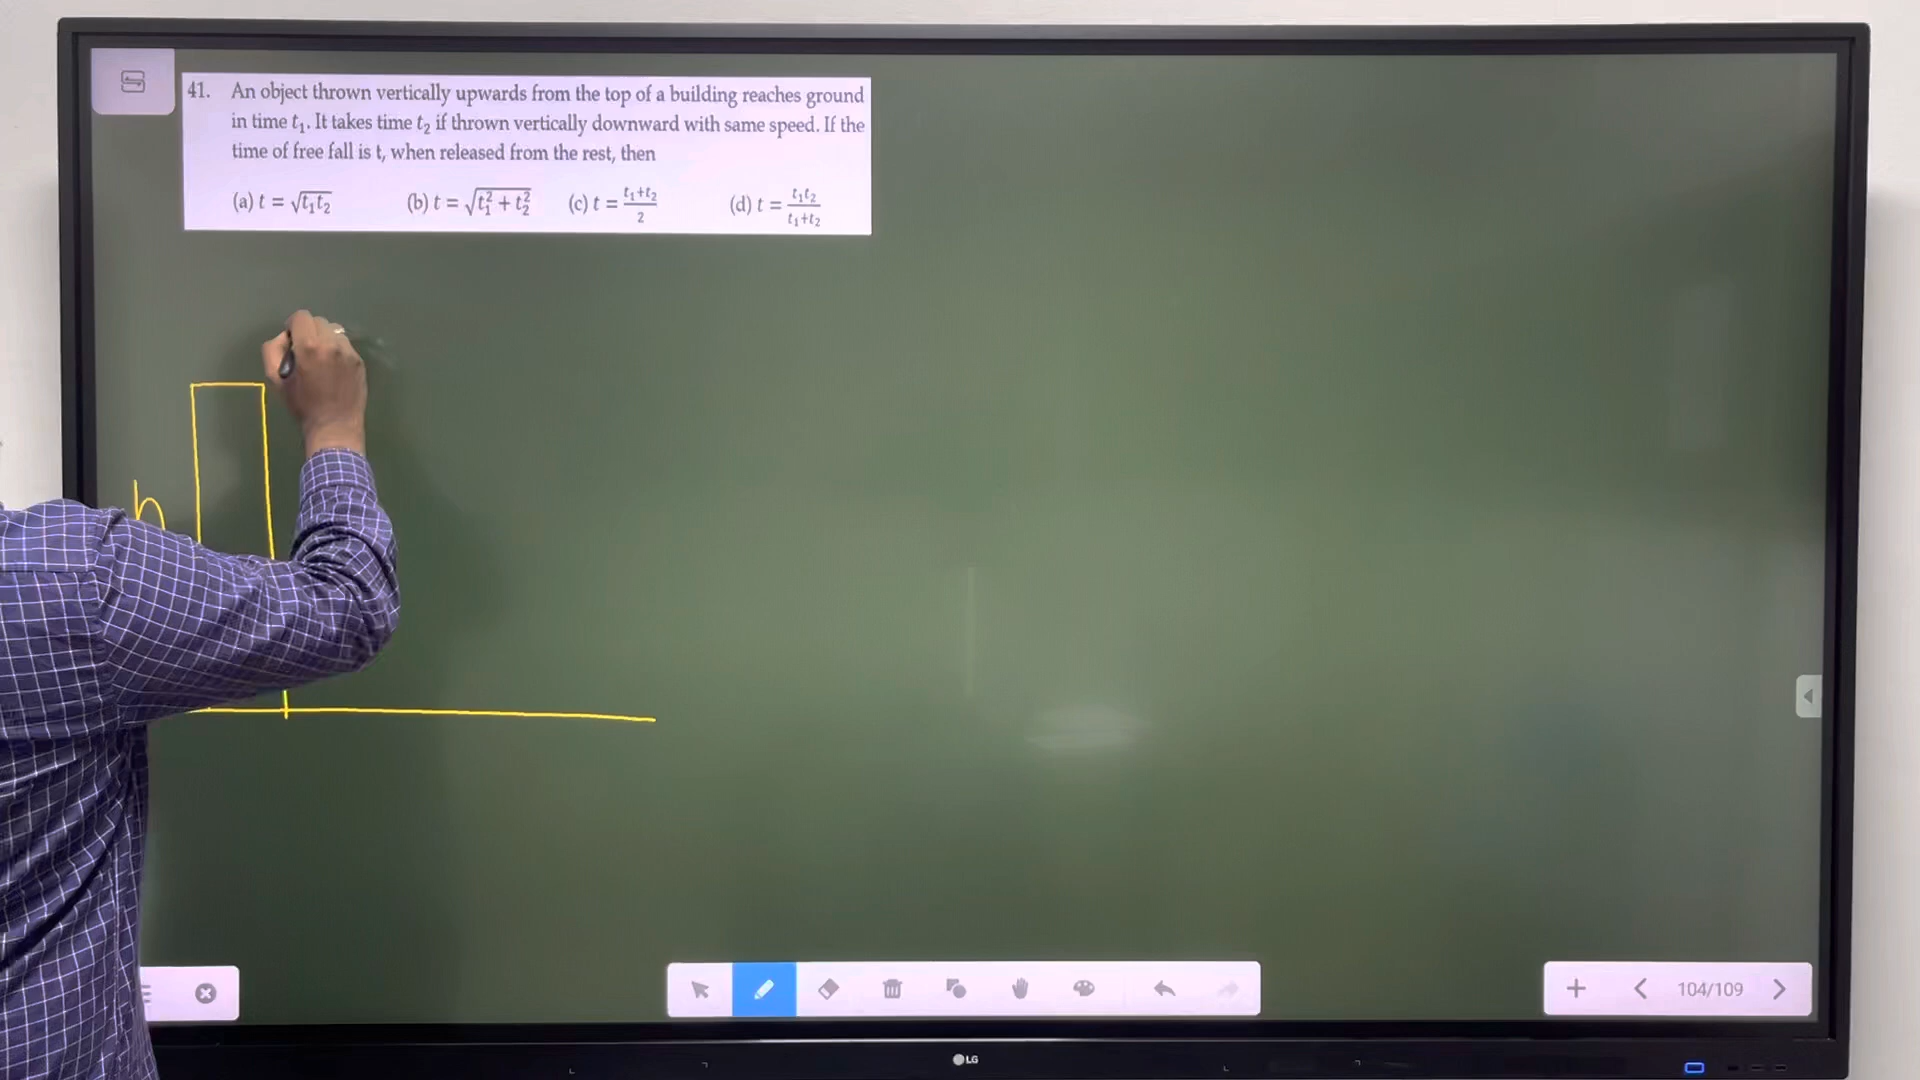 41. An object thrown vertically upwards from the top of a building reaches ground
in time t₁. It takes time t₂ if thrown vertically downward with same speed. If the
time of free fall is t, when released from the rest, then
(a) t = √t₁t₂ (b) t = √t₁² + t₂² (c) t = t₁+t₂/2 (d) t = t₁t₂/t₁+t₂
h
104/109
LG